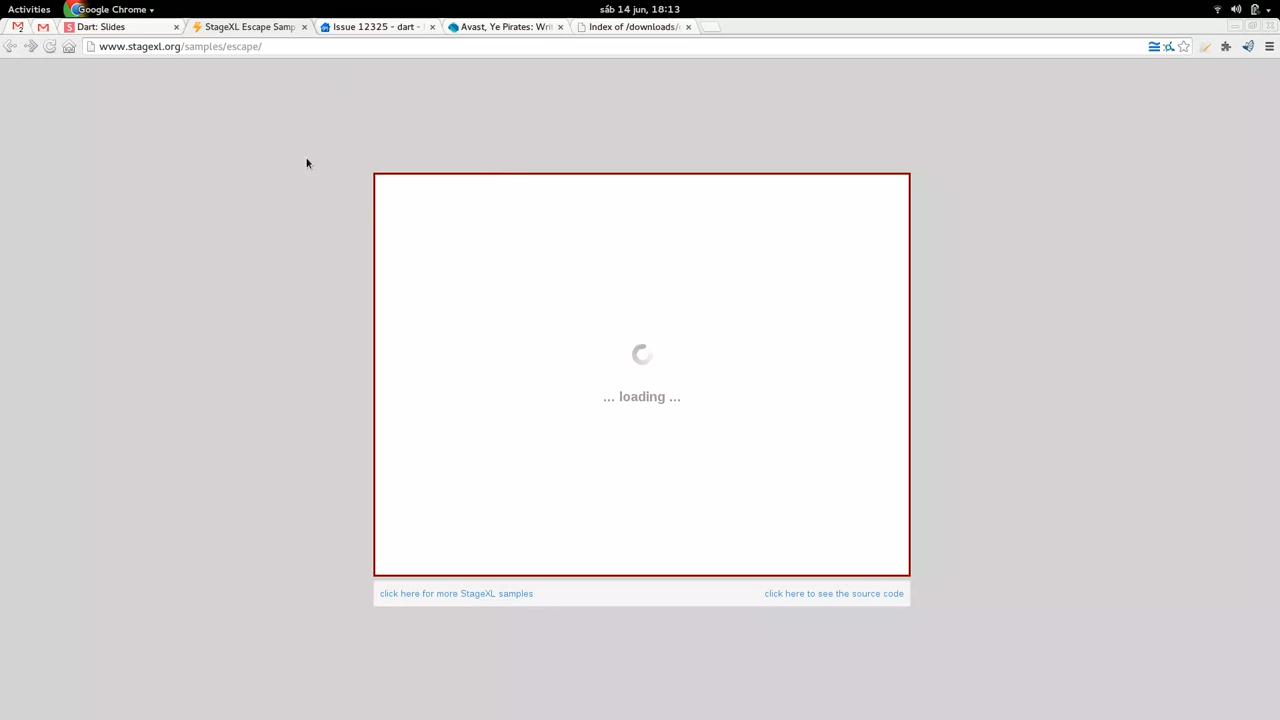 Activities Google Chrome sáb 14 jun, 18:13
Dart: Slides StageXL Escape Samp Issue 12325 - dart - Avast, Ye Pirates: Wri Index of /downloads/
www.stagexl.org/samples/escape/
... loading ...
click here for more StageXL samples click here to see the source code